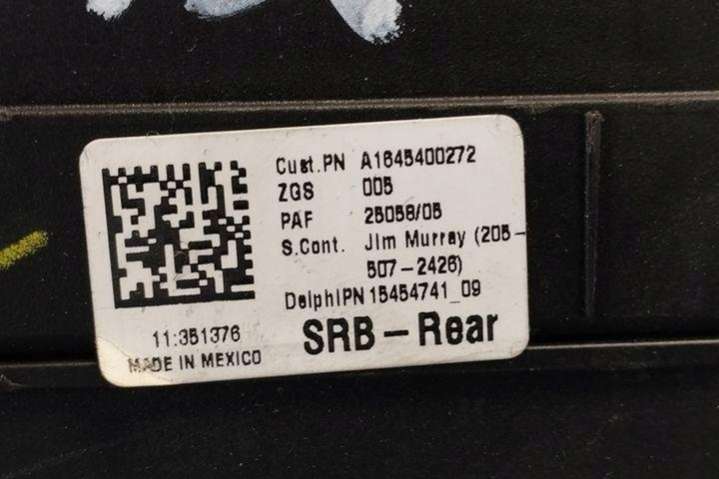 Cust.PN A1645400272
ZGS 005
PAF 25058/05
S.Cont. Jim Murray (205-
507-2426)
DelphiPN 15454741_09
SRB-Rear
11:351376
MADE IN MEXICO